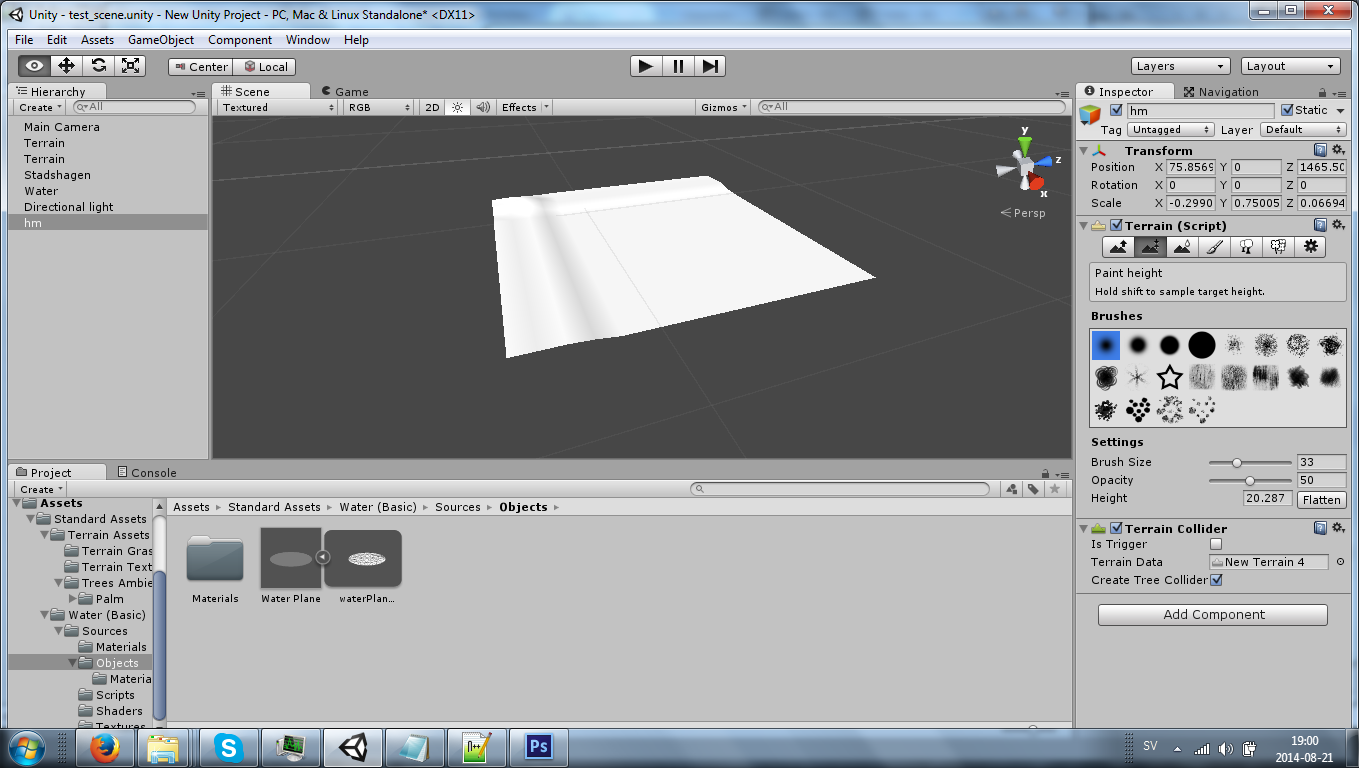 Unity - test_scene.unity - New Unity Project - PC, Mac & Linux Standalone* <DX11>
File Edit Assets GameObject Component Window Help
Center Local
Layers Layout
Hierarchy
Create All
Main Camera
Terrain
Terrain
Stadshagen
Water
Directional light
hm
Scene Game
Textured RGB 2D Effects Gizmos All
y
z
x
Persp
Inspector Navigation
hm Static
Tag Untagged Layer Default
Transform
Position X 75.8569 Y 0 Z 1465.50
Rotation X 0 Y 0 Z 0
Scale X -0.2990 Y 0.75005 Z 0.06694
Terrain (Script)
Paint height
Hold shift to sample target height.
Brushes
Settings
Brush Size 33
Opacity 50
Height 20.287 Flatten
Terrain Collider
Is Trigger
Terrain Data New Terrain 4
Create Tree Collider
Add Component
Project Console
Create
Assets
Standard Assets
Terrain Assets
Terrain Gras
Terrain Text
Trees Ambie
Palm
Water (Basic)
Sources
Materials
Objects
Materia
Scripts
Shaders
Textures
Assets Standard Assets Water (Basic) Sources Objects
Materials Water Plane waterPlan...
Ps
SV
19:00
2014-08-21